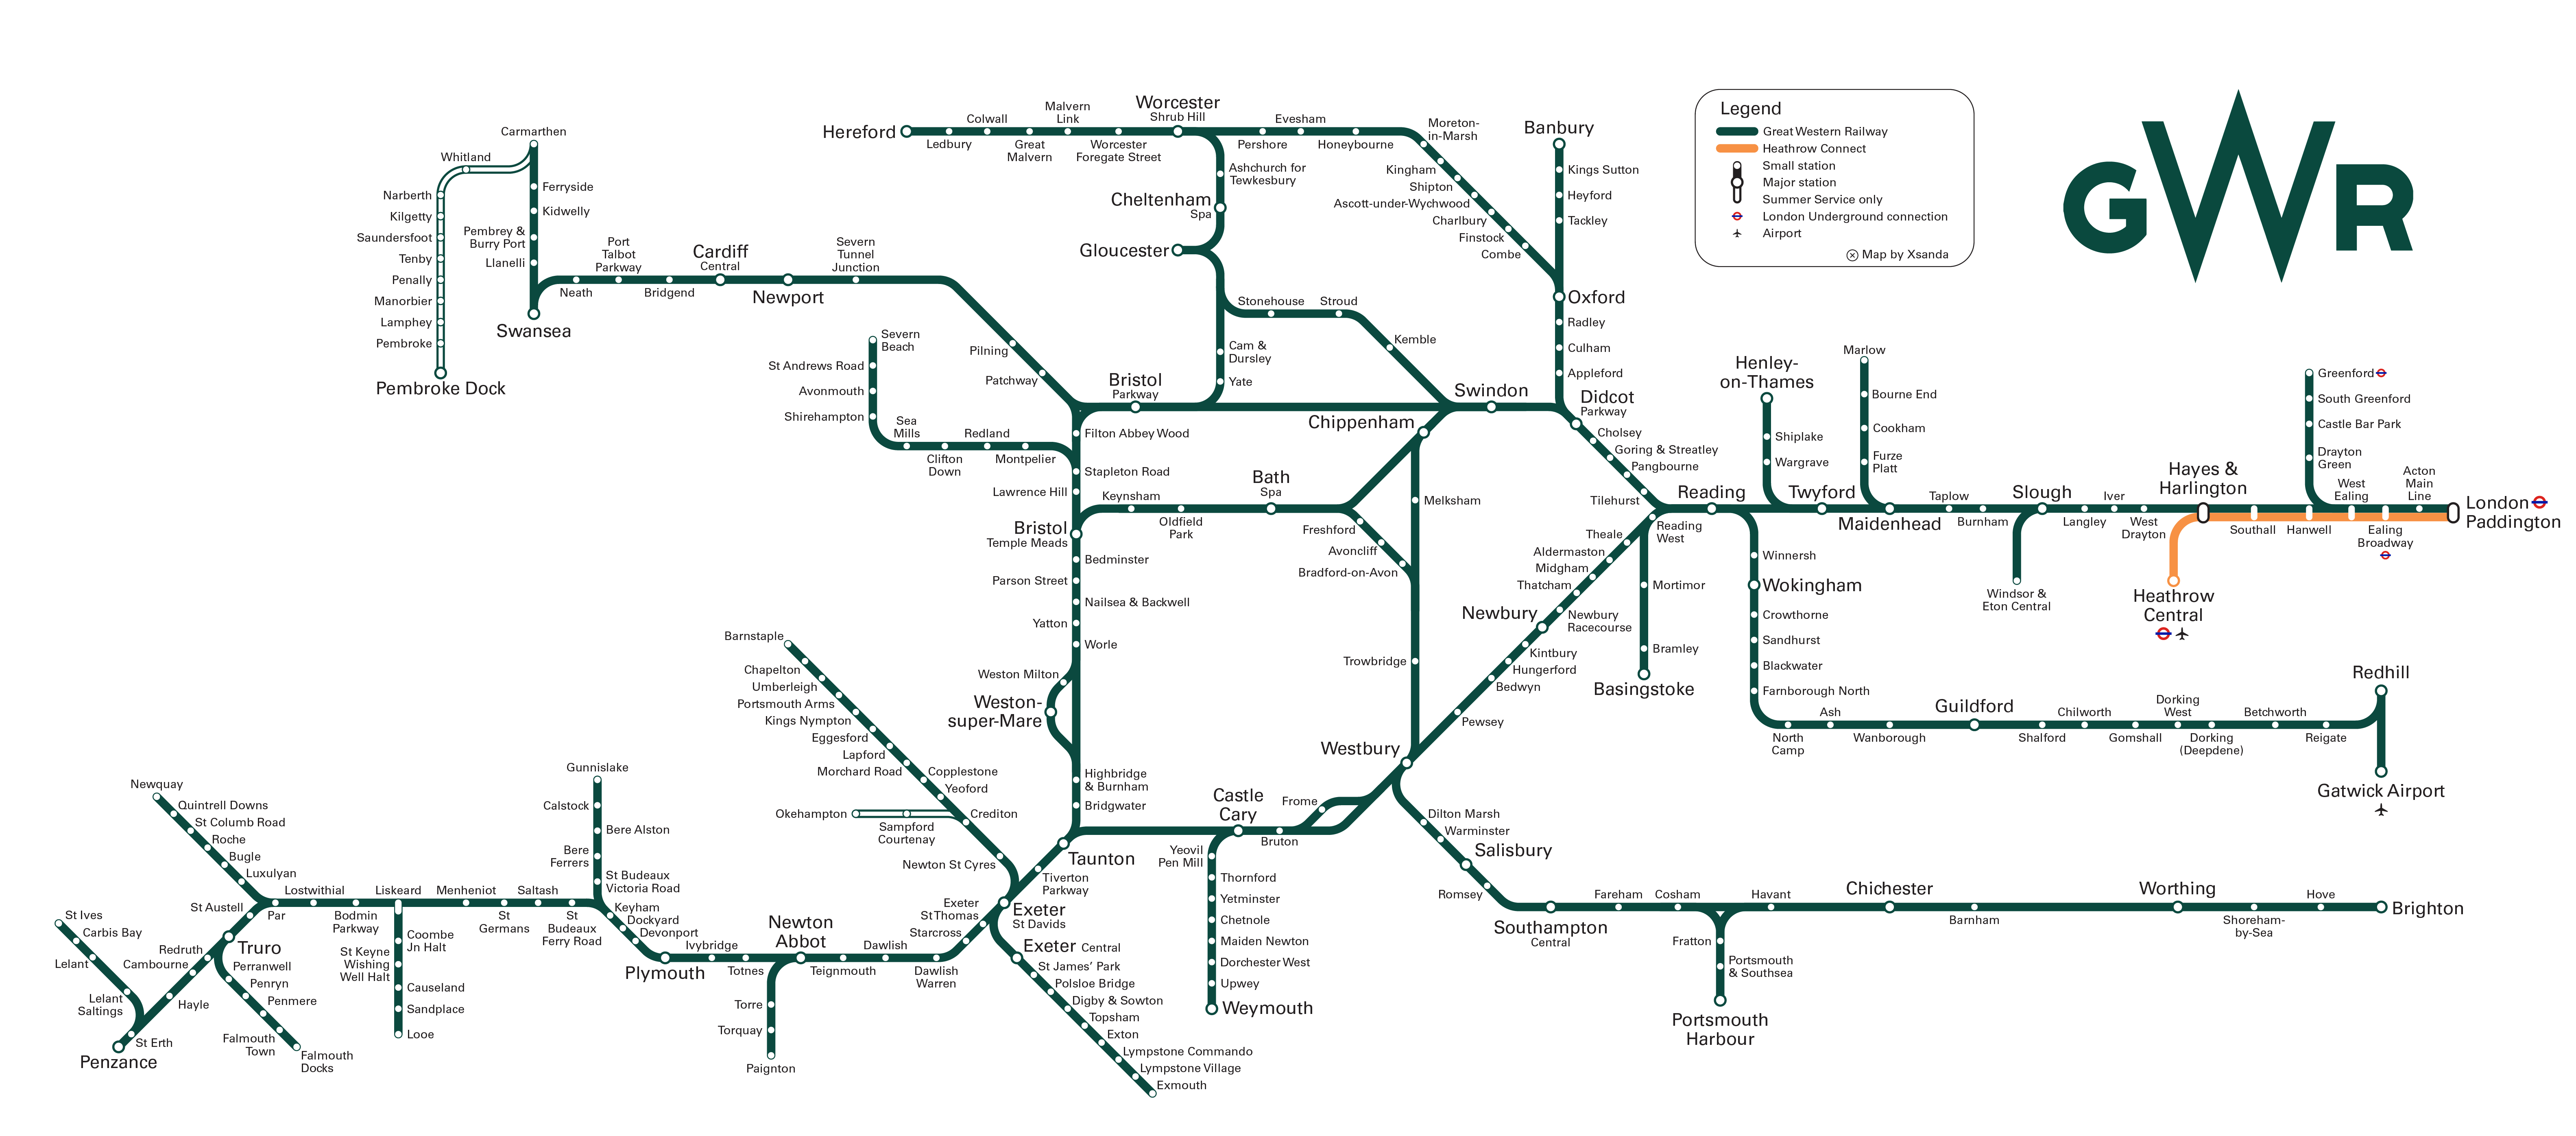 Legend
Great Western Railway
Heathrow Connect
Small station
Major station
Summer Service only
London Underground connection
Airport
Map by Xsanda
GWR
Carmarthen
Whitland
Narberth
Kilgetty
Saundersfoot
Tenby
Penally
Manorbier
Lamphey
Pembroke
Pembroke Dock
Ferryside
Kidwelly
Pembrey &
Burry Port
Llanelli
Swansea
Neath
Port
Talbot
Parkway
Bridgend
Cardiff
Central
Newport
Severn
Tunnel
Junction
Pilning
Patchway
Hereford
Ledbury
Colwall
Great
Malvern
Malvern
Link
Worcester
Foregate Street
Worcester
Shrub Hill
Pershore
Evesham
Honeybourne
Moreton-
in-Marsh
Kingham
Shipton
Ascott-under-Wychwood
Charlbury
Finstock
Combe
Ashchurch for
Tewkesbury
Cheltenham
Spa
Gloucester
Stonehouse
Stroud
Kemble
Cam &
Dursley
Yate
Banbury
Kings Sutton
Heyford
Tackley
Oxford
Radley
Culham
Appleford
Didcot
Parkway
Cholsey
Goring & Streatley
Pangbourne
Tilehurst
Swindon
Chippenham
Bristol
Parkway
Severn
Beach
St Andrews Road
Avonmouth
Shirehampton
Sea
Mills
Clifton
Down
Redland
Montpelier
Filton Abbey Wood
Stapleton Road
Lawrence Hill
Bristol
Temple Meads
Keynsham
Oldfield
Park
Bath
Spa
Freshford
Avoncliff
Bradford-on-Avon
Melksham
Trowbridge
Westbury
Bedminster
Parson Street
Nailsea & Backwell
Yatton
Worle
Weston Milton
Weston-
super-Mare
Highbridge
& Burnham
Bridgwater
Taunton
Reading
Twyford
Maidenhead
Taplow
Burnham
Slough
Langley
Iver
West
Drayton
Hayes &
Harlington
Southall
Hanwell
West
Ealing
Ealing
Broadway
Acton
Main
Line
London
Paddington
Henley-
on-Thames
Shiplake
Wargrave
Marlow
Bourne End
Cookham
Furze
Platt
Windsor &
Eton Central
Heathrow
Central
Greenford
South Greenford
Castle Bar Park
Drayton
Green
Reading
West
Theale
Aldermaston
Midgham
Thatcham
Newbury
Racecourse
Newbury
Kintbury
Hungerford
Bedwyn
Pewsey
Mortimor
Bramley
Basingstoke
Winnersh
Wokingham
Crowthorne
Sandhurst
Blackwater
Farnborough North
North
Camp
Ash
Wanborough
Guildford
Shalford
Chilworth
Gomshall
Dorking
West
Dorking
(Deepdene)
Betchworth
Reigate
Redhill
Gatwick Airport
Frome
Bruton
Castle
Cary
Yeovil
Pen Mill
Thornford
Yetminster
Chetnole
Maiden Newton
Dorchester West
Upwey
Weymouth
Dilton Marsh
Warminster
Salisbury
Romsey
Southampton
Central
Fareham
Cosham
Havant
Chichester
Barnham
Worthing
Shoreham-
by-Sea
Hove
Brighton
Fratton
Portsmouth
& Southsea
Portsmouth
Harbour
Barnstaple
Chapelton
Umberleigh
Portsmouth Arms
Kings Nympton
Eggesford
Lapford
Morchard Road
Copplestone
Yeoford
Crediton
Okehampton
Sampford
Courtenay
Newton St Cyres
Tiverton
Parkway
Exeter
St Davids
Exeter
St Thomas
Starcross
Exeter Central
St James’ Park
Polsloe Bridge
Digby & Sowton
Topsham
Exton
Lympstone Commando
Lympstone Village
Exmouth
Dawlish
Warren
Dawlish
Teignmouth
Newton
Abbot
Torre
Torquay
Paignton
Totnes
Ivybridge
Plymouth
Devonport
Dockyard
Keyham
Gunnislake
Calstock
Bere Alston
Bere
Ferrers
St Budeaux
Victoria Road
St
Budeaux
Ferry Road
Saltash
St
Germans
Menheniot
Liskeard
Coombe
Jn Halt
St Keyne
Wishing
Well Halt
Causeland
Sandplace
Looe
Bodmin
Parkway
Lostwithial
Par
Newquay
Quintrell Downs
St Columb Road
Roche
Bugle
Luxulyan
St Austell
Truro
Perranwell
Penryn
Penmere
Falmouth
Town
Falmouth
Docks
Redruth
Cambourne
Hayle
St Erth
Penzance
St Ives
Carbis Bay
Lelant
Lelant
Saltings